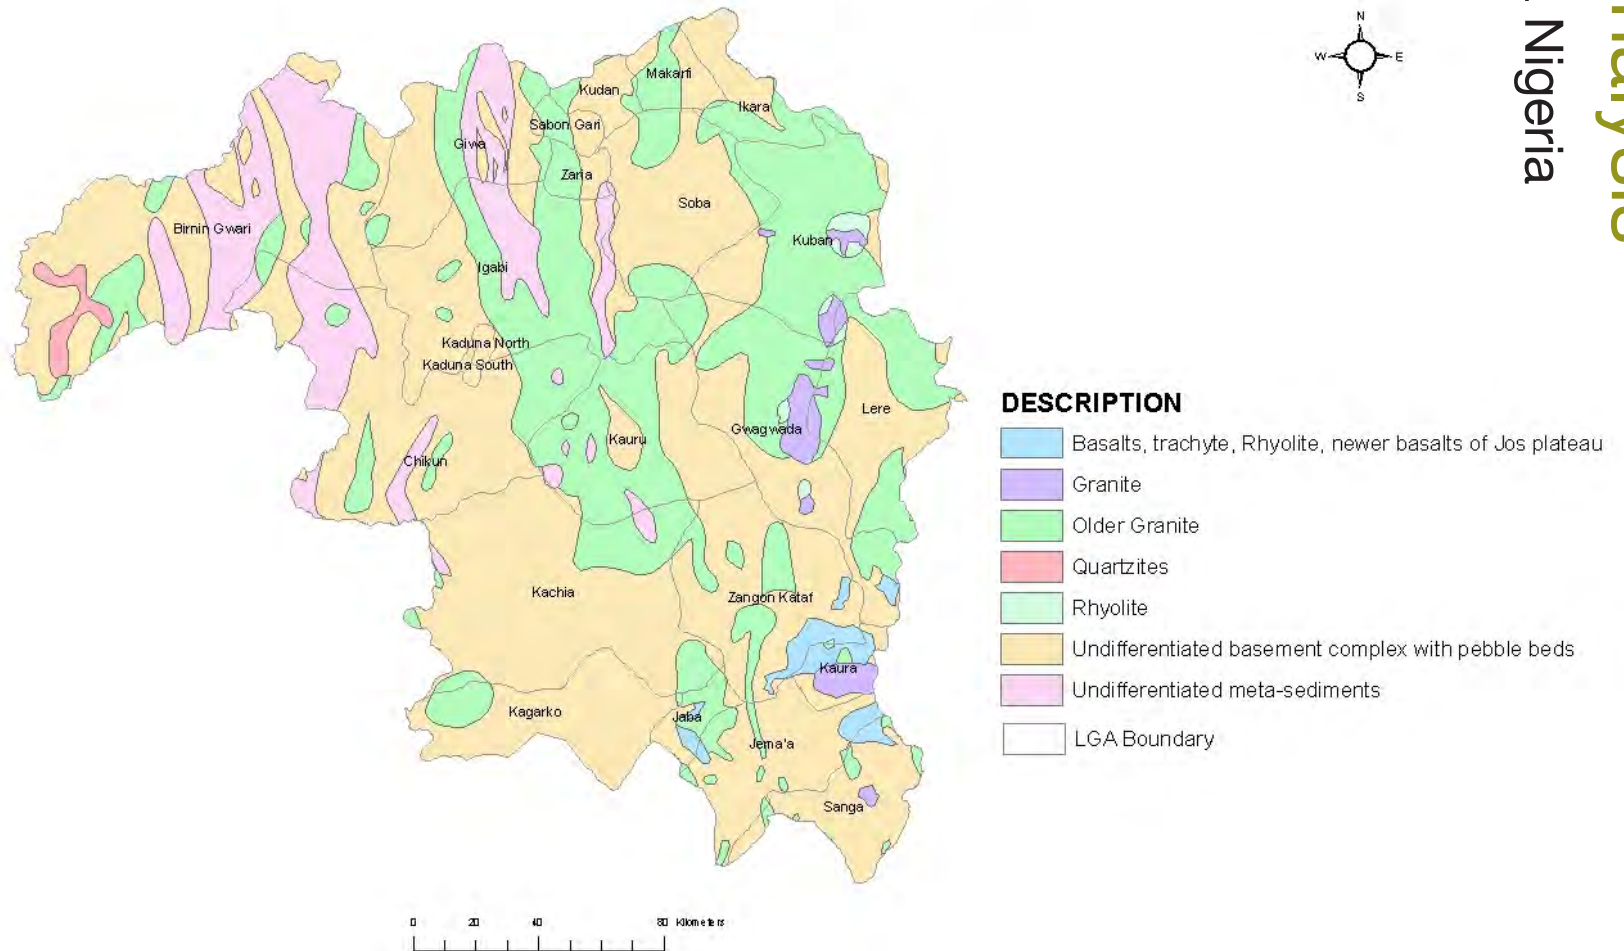 N
W E
S
Nigeria
Makarfi
Kudan
Ikara
Sabon Gari
Giwa
Zaria
Soba
Birnin Gwari
Kuban
Igabi
Kaduna North
Kaduna South
Lere
Gwagwada
Kauru
Chikun
Kachia
Zangon Kataf
Kaura
Kagarko
Jaba
Jema'a
Sanga
DESCRIPTION
Basalts, trachyte, Rhyolite, newer basalts of Jos plateau
Granite
Older Granite
Quartzites
Rhyolite
Undifferentiated basement complex with pebble beds
Undifferentiated meta-sediments
LGA Boundary
0 20 40 80 Kilometers